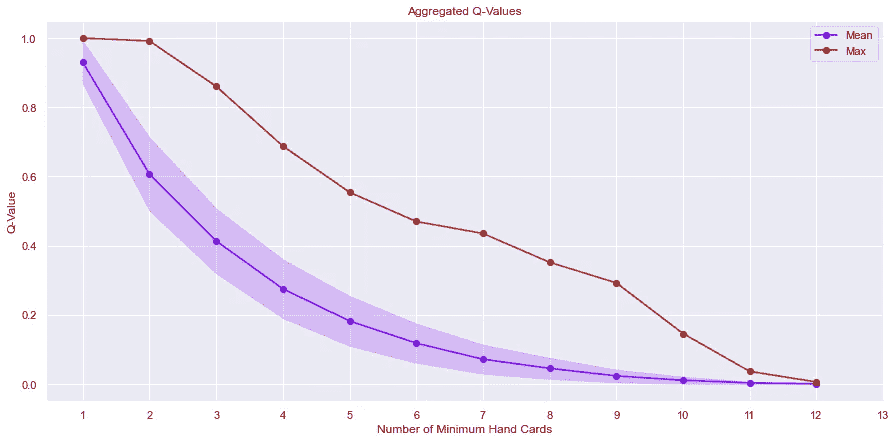 Aggregated Q-Values
Mean
Max
1.0
0.8
0.6
0.4
0.2
0.0
Q-Value
1 2 3 4 5 6 7 8 9 10 11 12 13
Number of Minimum Hand Cards